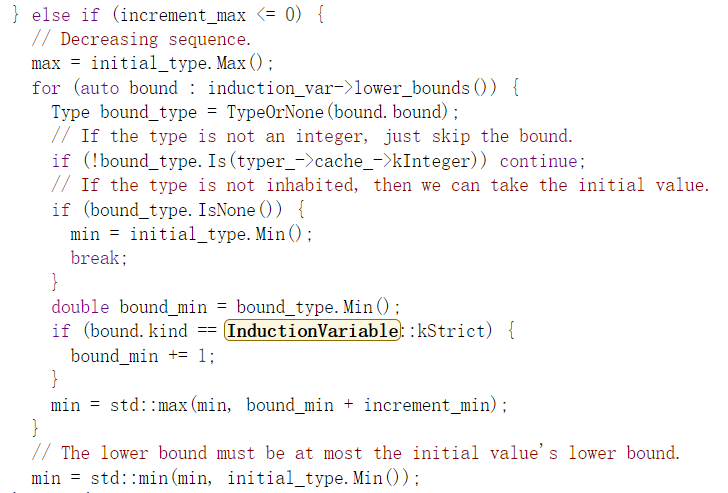 } else if (increment_max <= 0) {
// Decreasing sequence.
max = initial_type.Max();
for (auto bound : induction_var->lower_bounds()) {
Type bound_type = TypeOrNone(bound.bound);
// If the type is not an integer, just skip the bound.
if (!bound_type.Is(typer_->cache_->kInteger)) continue;
// If the type is not inhabited, then we can take the initial value.
if (bound_type.IsNone()) {
min = initial_type.Min();
break;
}
double bound_min = bound_type.Min();
if (bound.kind == InductionVariable::kStrict) {
bound_min += 1;
}
min = std::max(min, bound_min + increment_min);
}
// The lower bound must be at most the initial value's lower bound.
min = std::min(min, initial_type.Min());